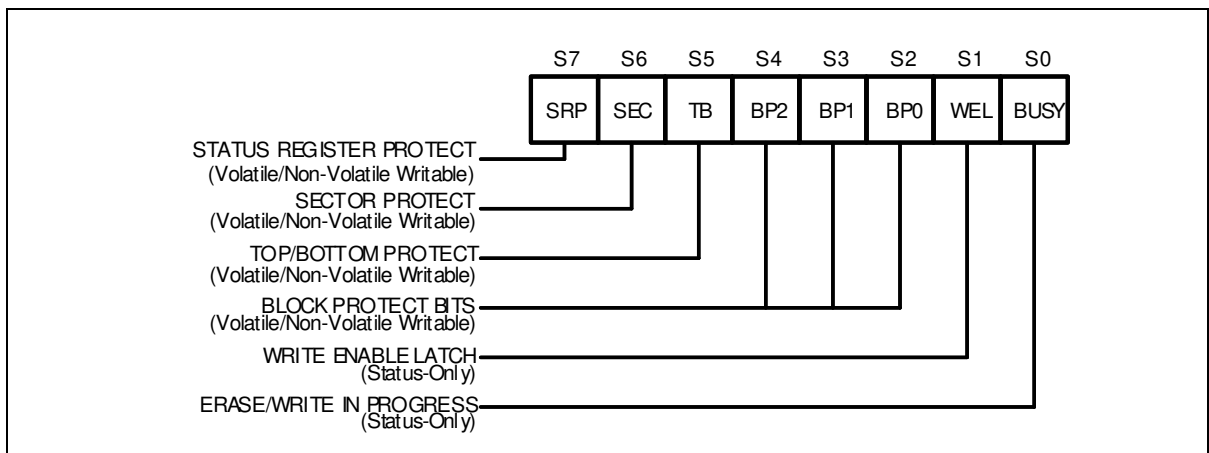 S7 S6 S5 S4 S3 S2 S1 S0
SRP SEC TB BP2 BP1 BP0 WEL BUSY
STATUS REGISTER PROTECT
(Volatile/Non-Volatile Writable)
SECTOR PROTECT
(Volatile/Non-Volatile Writable)
TOP/BOTTOM PROTECT
(Volatile/Non-Volatile Writable)
BLOCK PROTECT BITS
(Volatile/Non-Volatile Writable)
WRITE ENABLE LATCH
(Status-Only)
ERASE/WRITE IN PROGRESS
(Status-Only)